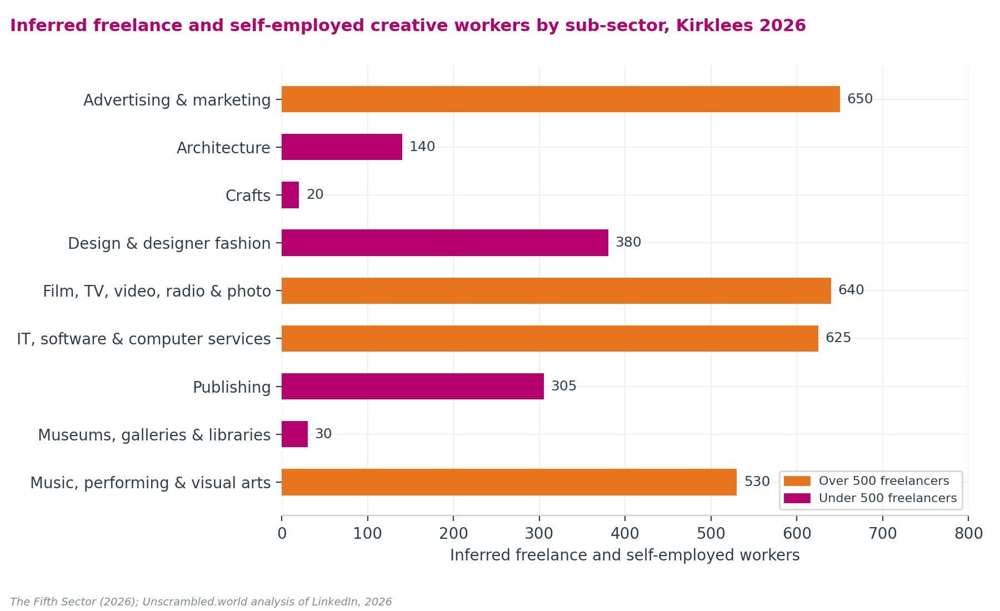 Inferred freelance and self-employed creative workers by sub-sector, Kirklees 2026
Advertising & marketing 650
Architecture 140
Crafts 20
Design & designer fashion 380
Film, TV, video, radio & photo 640
IT, software & computer services 625
Publishing 305
Museums, galleries & libraries 30
Music, performing & visual arts 530
Over 500 freelancers
Under 500 freelancers
0 100 200 300 400 500 600 700 800
Inferred freelance and self-employed workers
The Fifth Sector (2026); Unscrambled.world analysis of LinkedIn, 2026